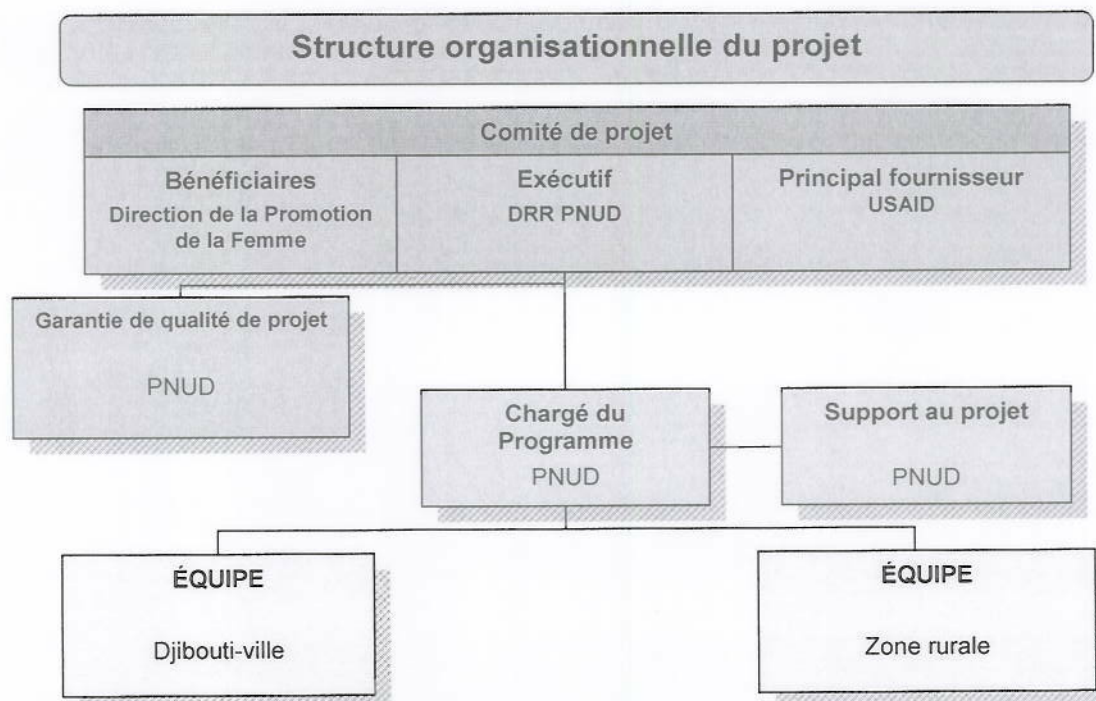 Structure organisationnelle du projet
Comité de projet
Bénéficiaires
Direction de la Promotion
de la Femme
Exécutif
DRR PNUD
Principal fournisseur
USAID
Garantie de qualité de projet
PNUD
Chargé du
Programme
PNUD
Support au projet
PNUD
ÉQUIPE
Djibouti-ville
ÉQUIPE
Zone rurale